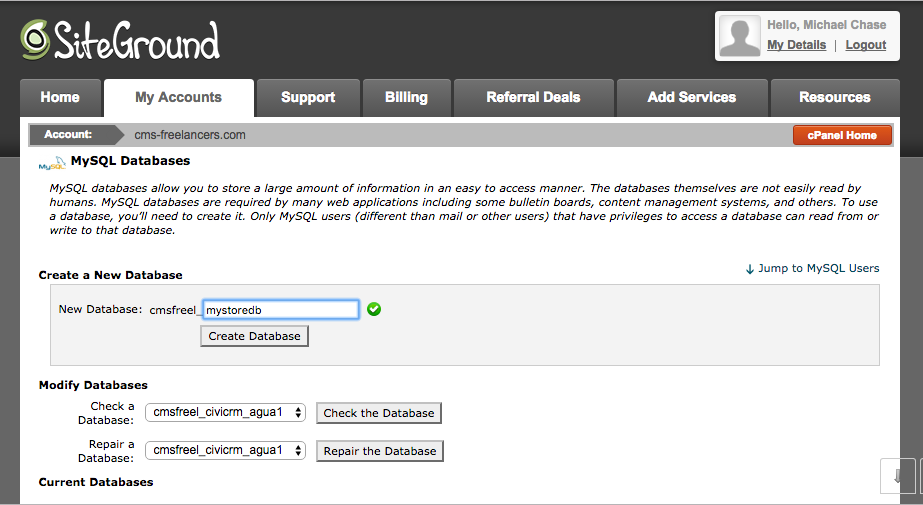 SiteGround
Hello, Michael Chase
My Details | Logout
Home
My Accounts
Support
Billing
Referral Deals
Add Services
Resources
Account:
cms-freelancers.com
cPanel Home
MySQL
MySQL Databases
MySQL databases allow you to store a large amount of information in an easy to access manner. The databases themselves are not easily read by
humans. MySQL databases are required by many web applications including some bulletin boards, content management systems, and others. To use
a database, you'll need to create it. Only MySQL users (different than mail or other users) that have privileges to access a database can read from or
write to that database.
Jump to MySQL Users
Create a New Database
New Database: cmsfreel_ mystoredb
Create Database
Modify Databases
Check a
Database:
cmsfreel_civicrm_agua1
Check the Database
Repair a
Database:
cmsfreel_civicrm_agua1
Repair the Database
Current Databases